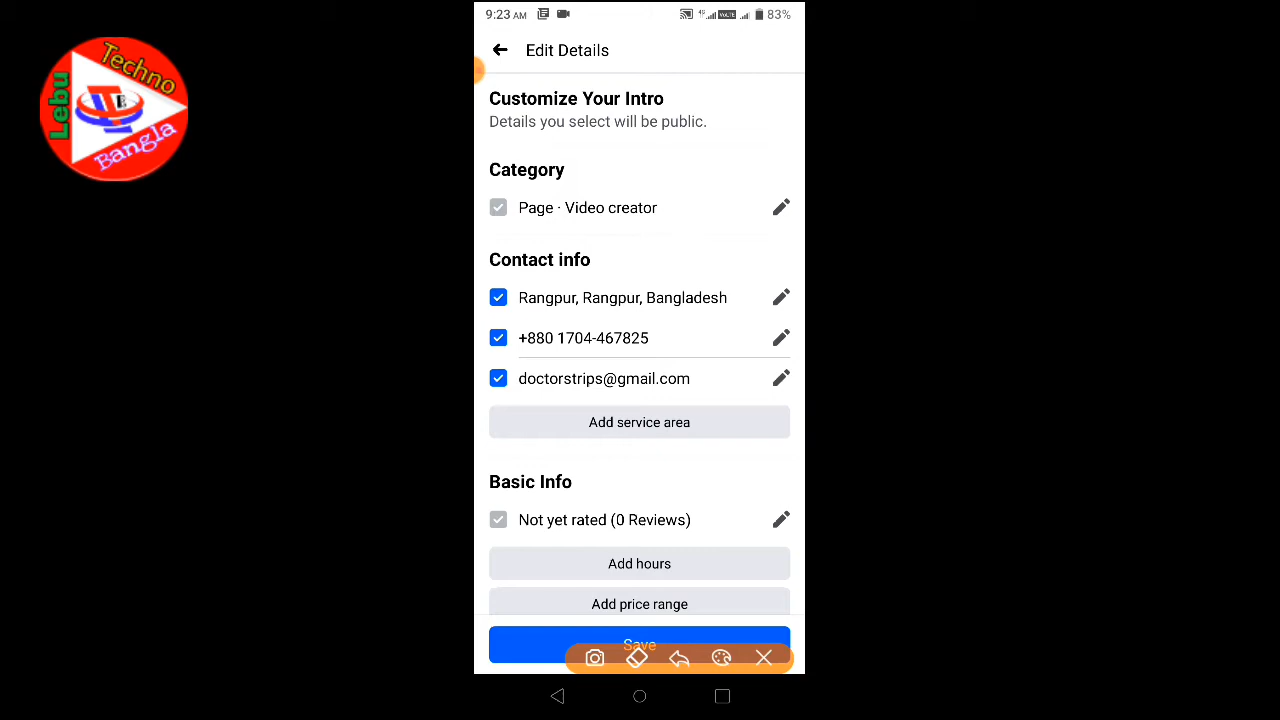 Techno
Lebu
Bangla
9:23 AM
4G
VoLTE
83%
Edit Details
Customize Your Intro
Details you select will be public.
Category
Page · Video creator
Contact info
Rangpur, Rangpur, Bangladesh
+880 1704-467825
doctorstrips@gmail.com
Add service area
Basic Info
Not yet rated (0 Reviews)
Add hours
Add price range
Save